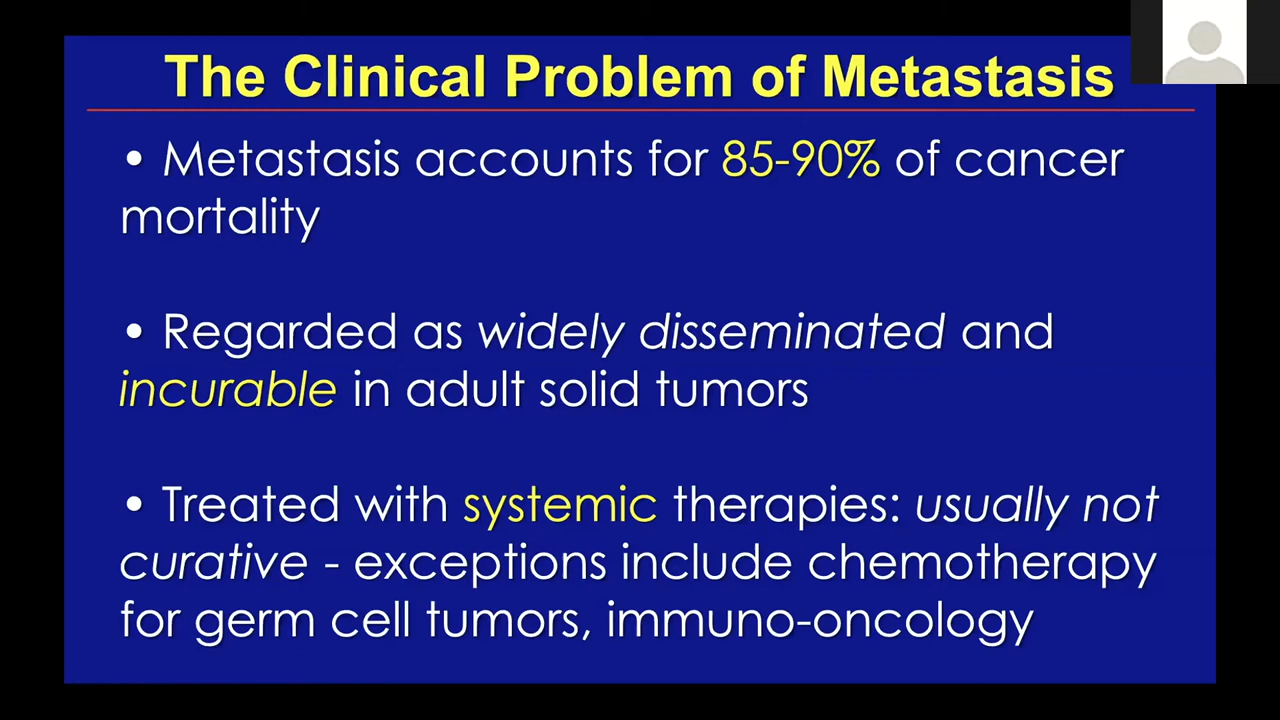 The Clinical Problem of Metastasis
• Metastasis accounts for 85-90% of cancer
mortality
• Regarded as widely disseminated and
incurable in adult solid tumors
• Treated with systemic therapies: usually not
curative - exceptions include chemotherapy
for germ cell tumors, immuno-oncology